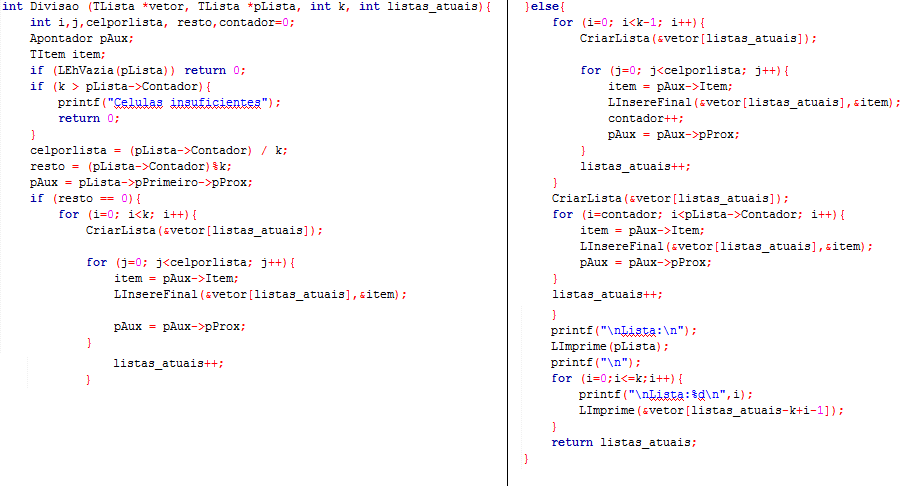 int Divisao (TLista *vetor, TLista *pLista, int k, int listas_atuais){
    int i,j,celporlista, resto,contador=0;
    Apontador pAux;
    TItem item;
    if (LEhVazia(pLista)) return 0;
    if (k > pLista->Contador){
        printf("Celulas insuficientes");
        return 0;
    }
    celporlista = (pLista->Contador) / k;
    resto = (pLista->Contador)%k;
    pAux = pLista->pPrimeiro->pProx;
    if (resto == 0){
        for (i=0; i<k; i++){
            CriarLista(&vetor[listas_atuais]);
            for (j=0; j<celporlista; j++){
                item = pAux->Item;
                LInsereFinal(&vetor[listas_atuais],&item);
                pAux = pAux->pProx;
            }
                listas_atuais++;
            }
}else{
    for (i=0; i<k-1; i++){
        CriarLista(&vetor[listas_atuais]);
        for (j=0; j<celporlista; j++){
            item = pAux->Item;
            LInsereFinal(&vetor[listas_atuais],&item);
            contador++;
            pAux = pAux->pProx;
        }
        listas_atuais++;
    }
    CriarLista(&vetor[listas_atuais]);
    for (i=contador; i<pLista->Contador; i++){
        item = pAux->Item;
        LInsereFinal(&vetor[listas_atuais],&item);
        pAux = pAux->pProx;
    }
    listas_atuais++;
    }
    printf("\nLista:\n");
    LImprime(pLista);
    printf("\n");
    for (i=0;i<=k;i++){
        printf("\nLista:%d\n",i);
        LImprime(&vetor[listas_atuais-k+i-1]);
    }
    return listas_atuais;
}